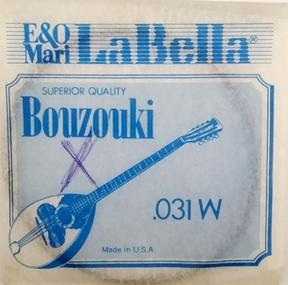 E&O
Mari
LaBella®
SUPERIOR QUALITY
Bouzouki
X
.031 W
Made in U.S.A